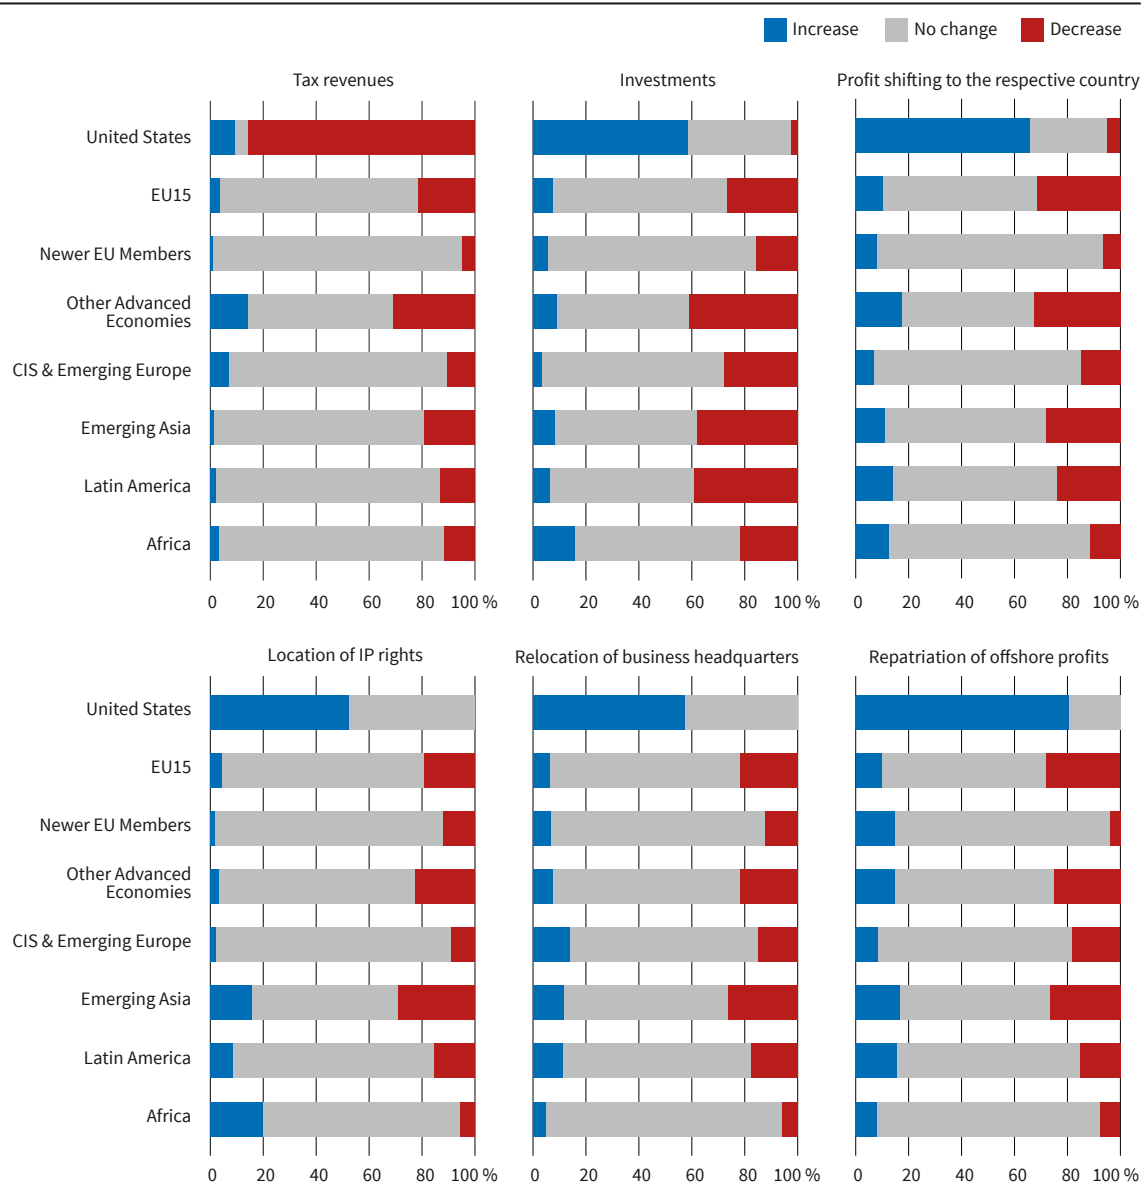 Increase No change Decrease
Tax revenues Investments Profit shifting to the respective country
United States
EU15
Newer EU Members
Other Advanced
Economies
CIS & Emerging Europe
Emerging Asia
Latin America
Africa
0 20 40 60 80 100 % 0 20 40 60 80 100 % 0 20 40 60 80 100 %
Location of IP rights Relocation of business headquarters Repatriation of offshore profits
United States
EU15
Newer EU Members
Other Advanced
Economies
CIS & Emerging Europe
Emerging Asia
Latin America
Africa
0 20 40 60 80 100 % 0 20 40 60 80 100 % 0 20 40 60 80 100 %